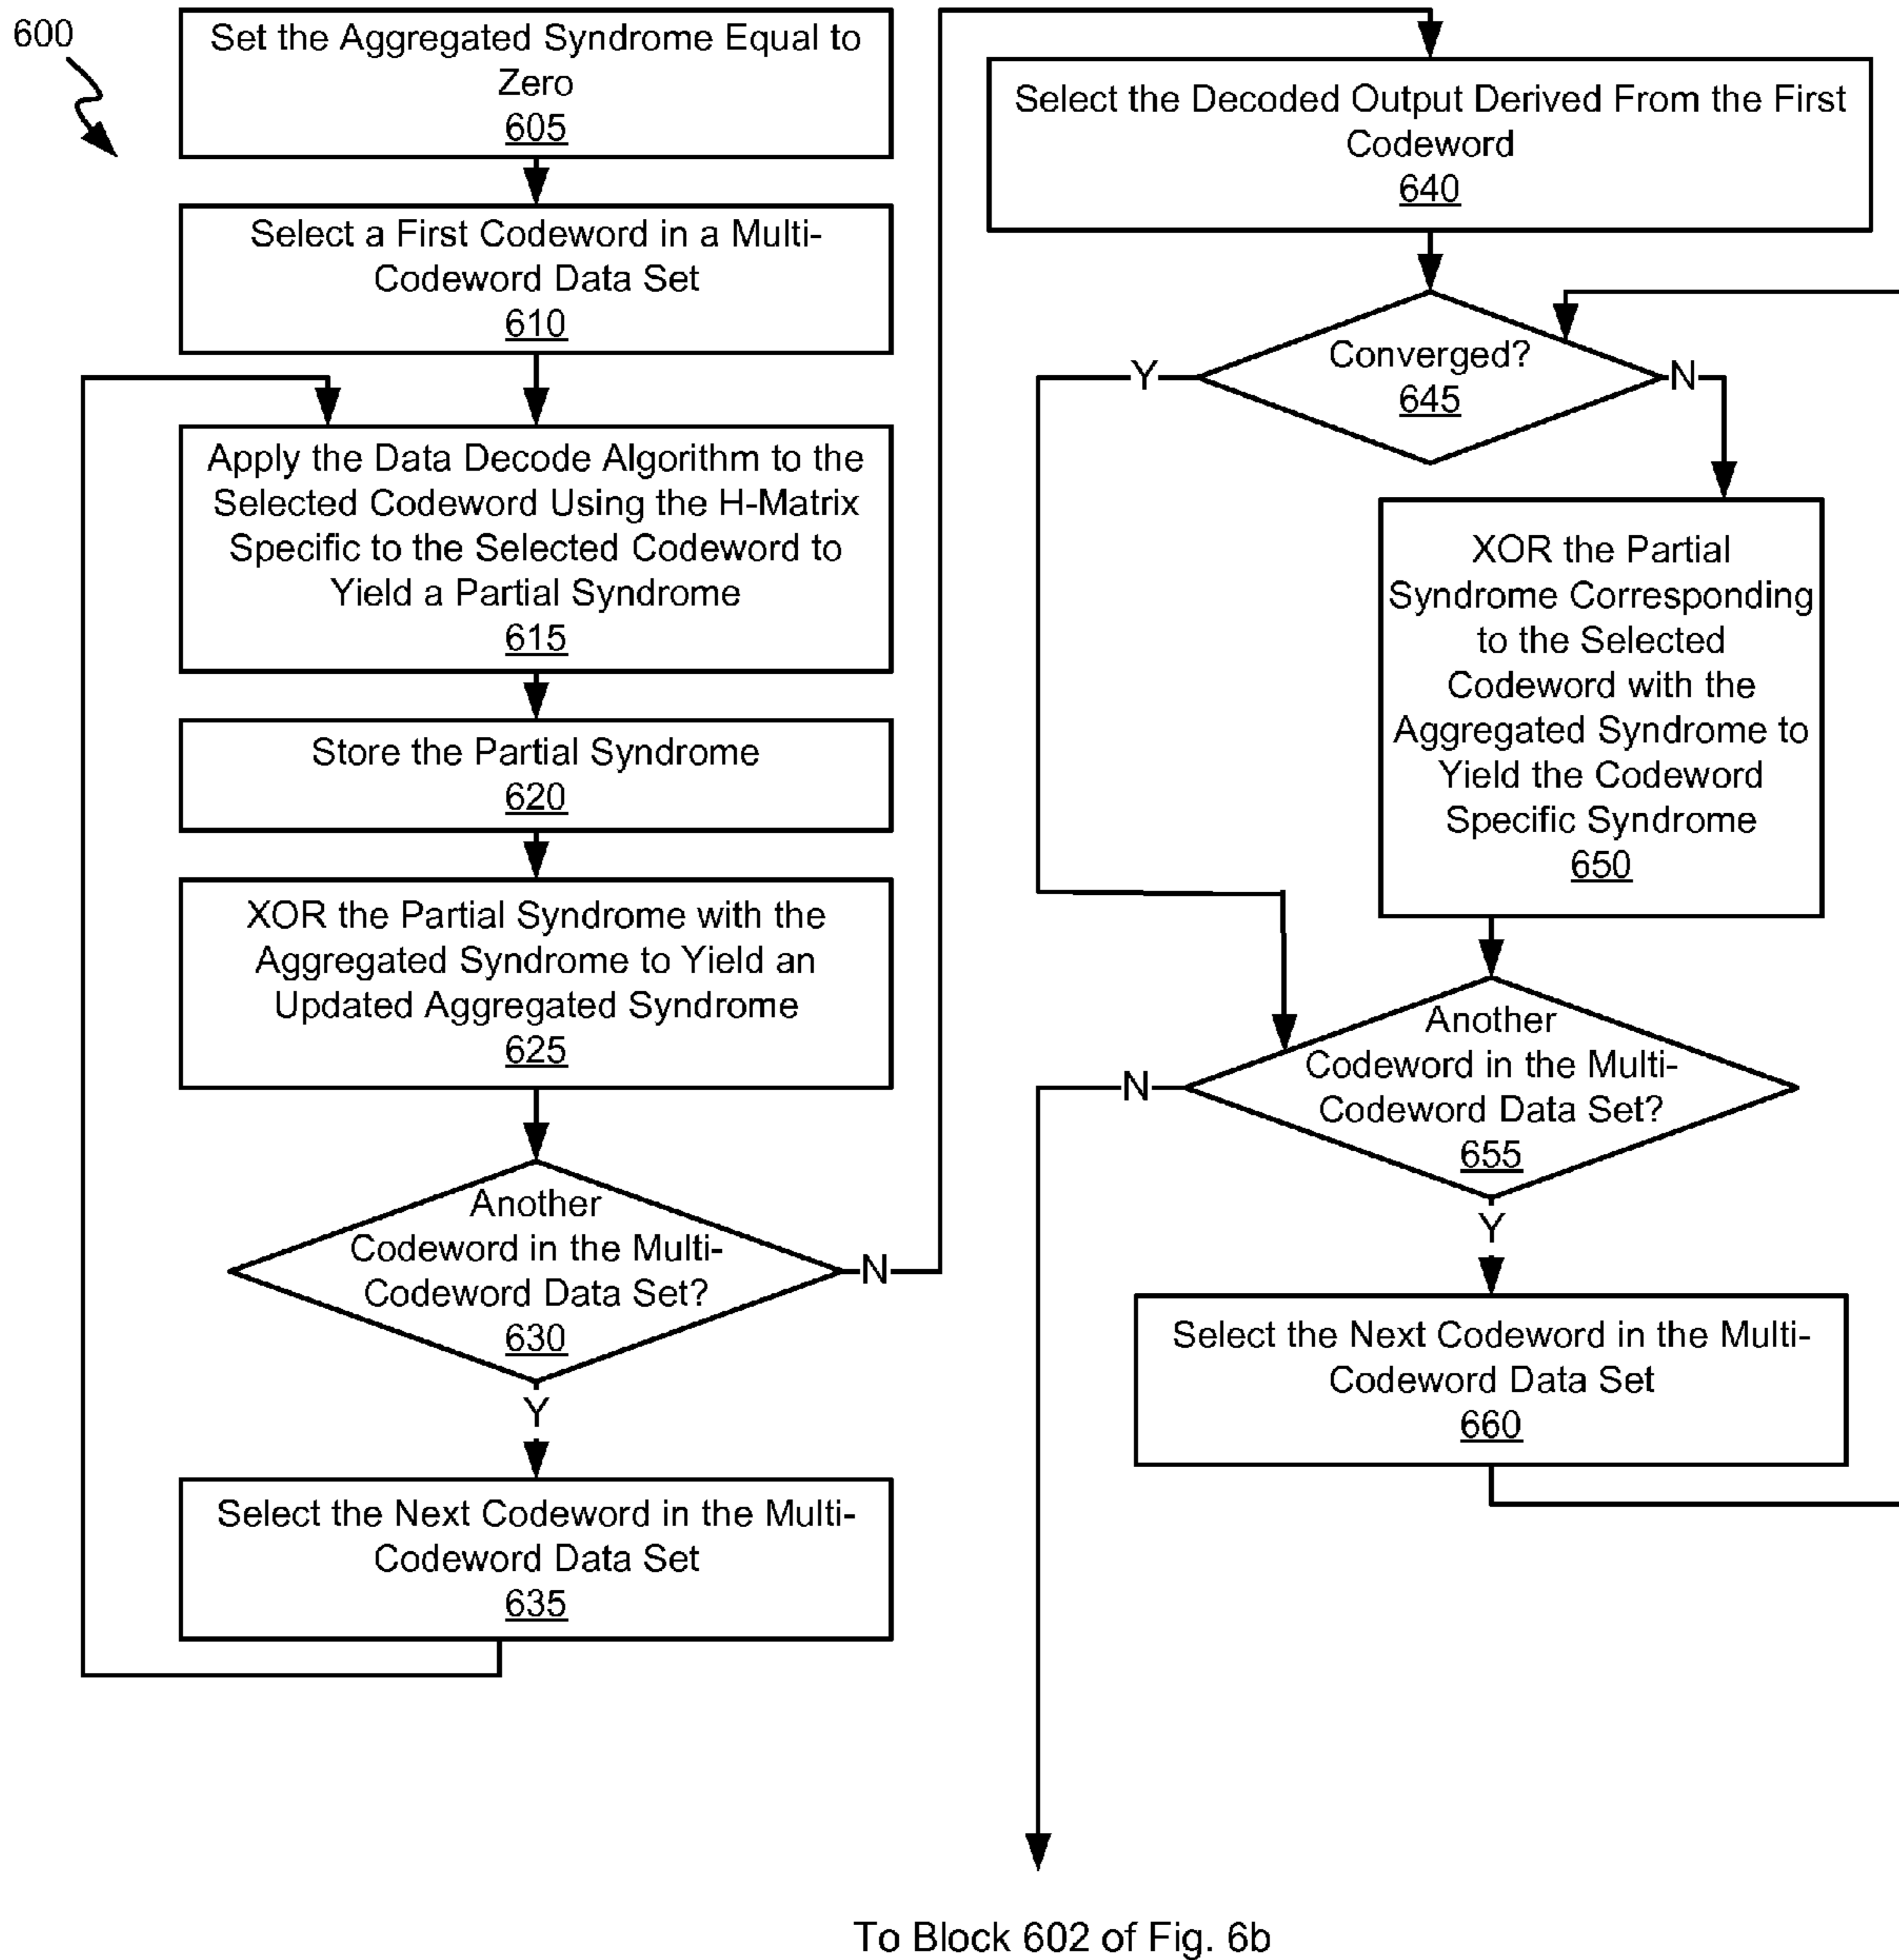 600
Set the Aggregated Syndrome Equal to
Zero
605
Select a First Codeword in a Multi-
Codeword Data Set
610
Apply the Data Decode Algorithm to the
Selected Codeword Using the H-Matrix
Specific to the Selected Codeword to
Yield a Partial Syndrome
615
Store the Partial Syndrome
620
XOR the Partial Syndrome with the
Aggregated Syndrome to Yield an
Updated Aggregated Syndrome
625
Another
Codeword in the Multi-
Codeword Data Set?
630
N
Y
Select the Next Codeword in the Multi-
Codeword Data Set
635
Select the Decoded Output Derived From the First
Codeword
640
Converged?
645
Y
N
XOR the Partial
Syndrome Corresponding
to the Selected
Codeword with the
Aggregated Syndrome to
Yield the Codeword
Specific Syndrome
650
Another
Codeword in the Multi-
Codeword Data Set?
655
N
Y
Select the Next Codeword in the Multi-
Codeword Data Set
660
To Block 602 of Fig. 6b